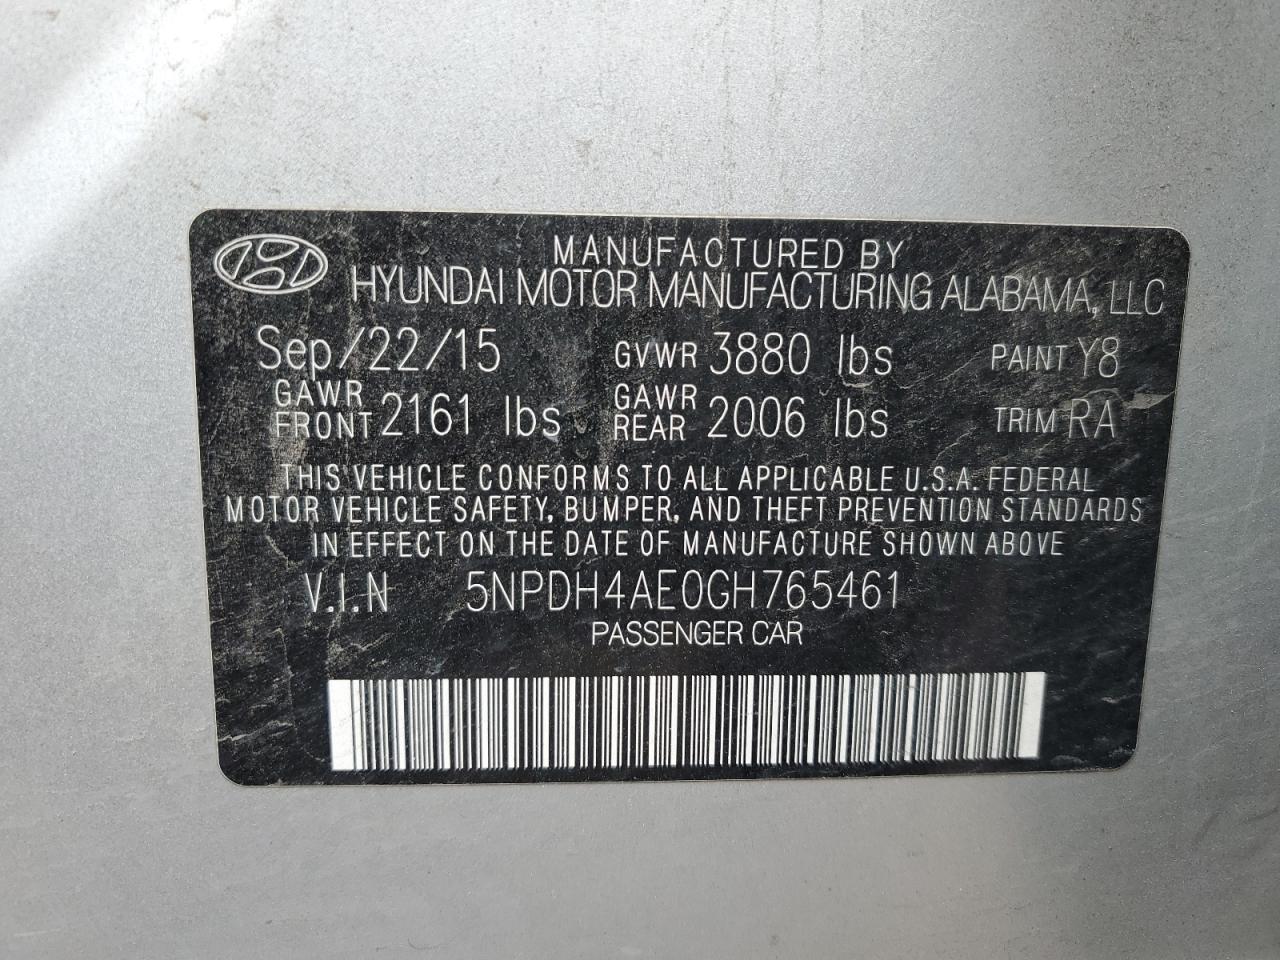 MANUFACTURED BY
HYUNDAI MOTOR MANUFACTURING ALABAMA, LLC
Sep/22/15 GVWR 3880 lbs PAINT Y8
GAWR FRONT 2161 lbs GAWR REAR 2006 lbs TRIM RA
THIS VEHICLE CONFORMS TO ALL APPLICABLE U.S.A. FEDERAL
MOTOR VEHICLE SAFETY, BUMPER, AND THEFT PREVENTION STANDARDS
IN EFFECT ON THE DATE OF MANUFACTURE SHOWN ABOVE
V.I.N 5NPDH4AE0GH765461
PASSENGER CAR